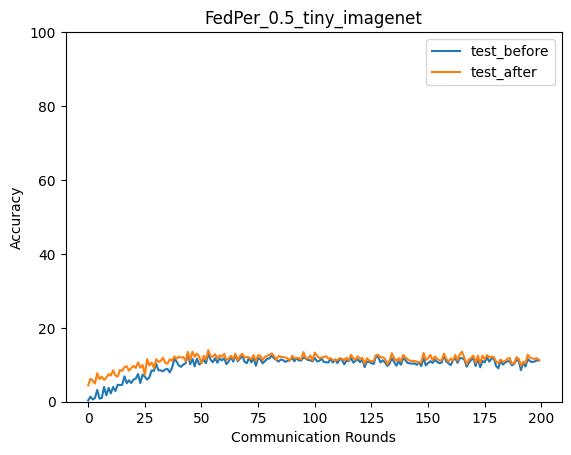 FedPer_0.5_tiny_imagenet
test_before
test_after
100
80
60
40
20
0
Accuracy
0 25 50 75 100 125 150 175 200
Communication Rounds